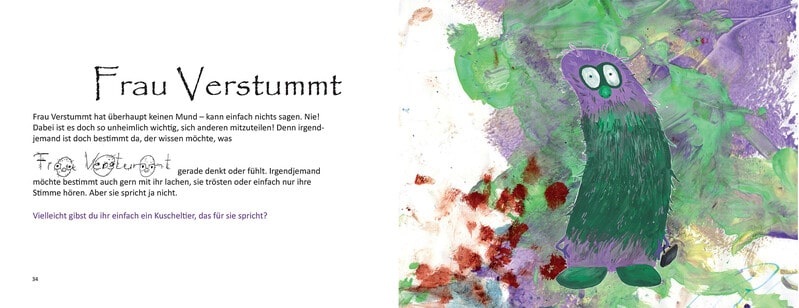 Frau Verstummt
Frau Verstummt hat überhaupt keinen Mund – kann einfach nichts sagen. Nie!
Dabei ist es doch so unheimlich wichtig, sich anderen mitzuteilen! Denn irgend-
jemand ist doch bestimmt da, der wissen möchte, was
Frau Verstummt gerade denkt oder fühlt. Irgendjemand
möchte bestimmt auch gern mit ihr lachen, sie trösten oder einfach nur ihre
Stimme hören. Aber sie spricht ja nicht.
Vielleicht gibst du ihr einfach ein Kuscheltier, das für sie spricht?
34